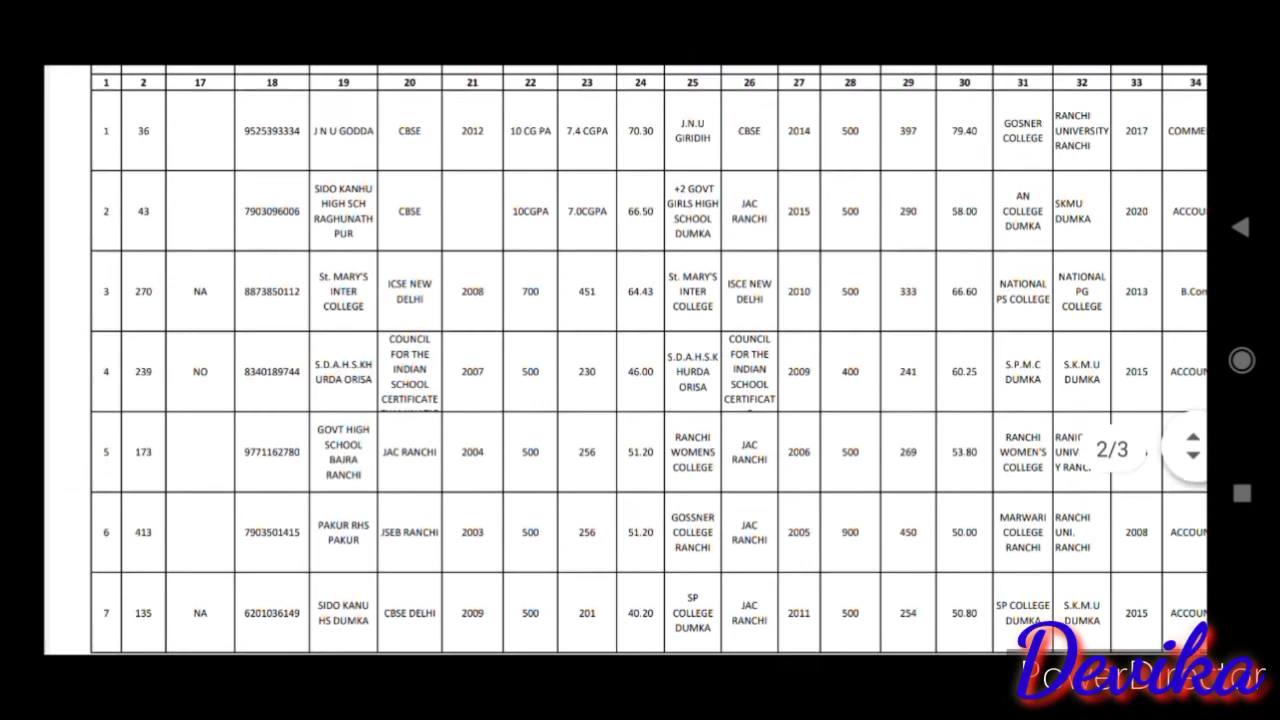 1 2 17 18 19 20 21 22 23 24 25 26 27 28 29 30 31 32 33 34
1 36 9525393334 J N U GODDA CBSE 2012 10 CG PA 7.4 CGPA 70.30 J.N.U GIRIDIH CBSE 2014 500 397 79.40 GOSNER COLLEGE RANCHI UNIVERSITY RANCHI 2017 COMME
2 43 7903096006 SIDO KANHU HIGH SCH RAGHUNATH PUR CBSE 10CGPA 7.0CGPA 66.50 +2 GOVT GIRLS HIGH SCHOOL DUMKA JAC RANCHI 2015 500 290 58.00 AN COLLEGE DUMKA SKMU DUMKA 2020 ACCOU
3 270 NA 8873850112 St. MARY'S INTER COLLEGE ICSE NEW DELHI 2008 700 451 64.43 St. MARY'S INTER COLLEGE ISCE NEW DELHI 2010 500 333 66.60 NATIONAL PS COLLEGE NATIONAL PG COLLEGE 2013 B.Con
4 239 NO 8340189744 S.D.A.H.S.KH URDA ORISA COUNCIL FOR THE INDIAN SCHOOL CERTIFICATE 2007 500 230 46.00 S.D.A.H.S.K HURDA ORISA COUNCIL FOR THE INDIAN SCHOOL CERTIFICAT 2009 400 241 60.25 S.P.M.C DUMKA S.K.M.U DUMKA 2015 ACCOUN
5 173 9771162780 GOVT HIGH SCHOOL BAJRA RANCHI JAC RANCHI 2004 500 256 51.20 RANCHI WOMENS COLLEGE JAC RANCHI 2006 500 269 53.80 RANCHI WOMEN'S COLLEGE UNIV Y 2/3
6 413 7903501415 PAKUR RHS PAKUR JSEB RANCHI 2003 500 256 51.20 GOSSNER COLLEGE RANCHI JAC RANCHI 2005 900 450 50.00 MARWARI COLLEGE RANCHI RANCHI UNI. RANCHI 2008 ACCOUN
7 135 NA 6201036149 SIDO KANU HS DUMKA CBSE DELHI 2009 500 201 40.20 SP COLLEGE DUMKA JAC RANCHI 2011 500 254 50.80 SP COLLEGE DUMKA S.K.M.U DUMKA 2015 ACCOUN
Devika
PowerDirector